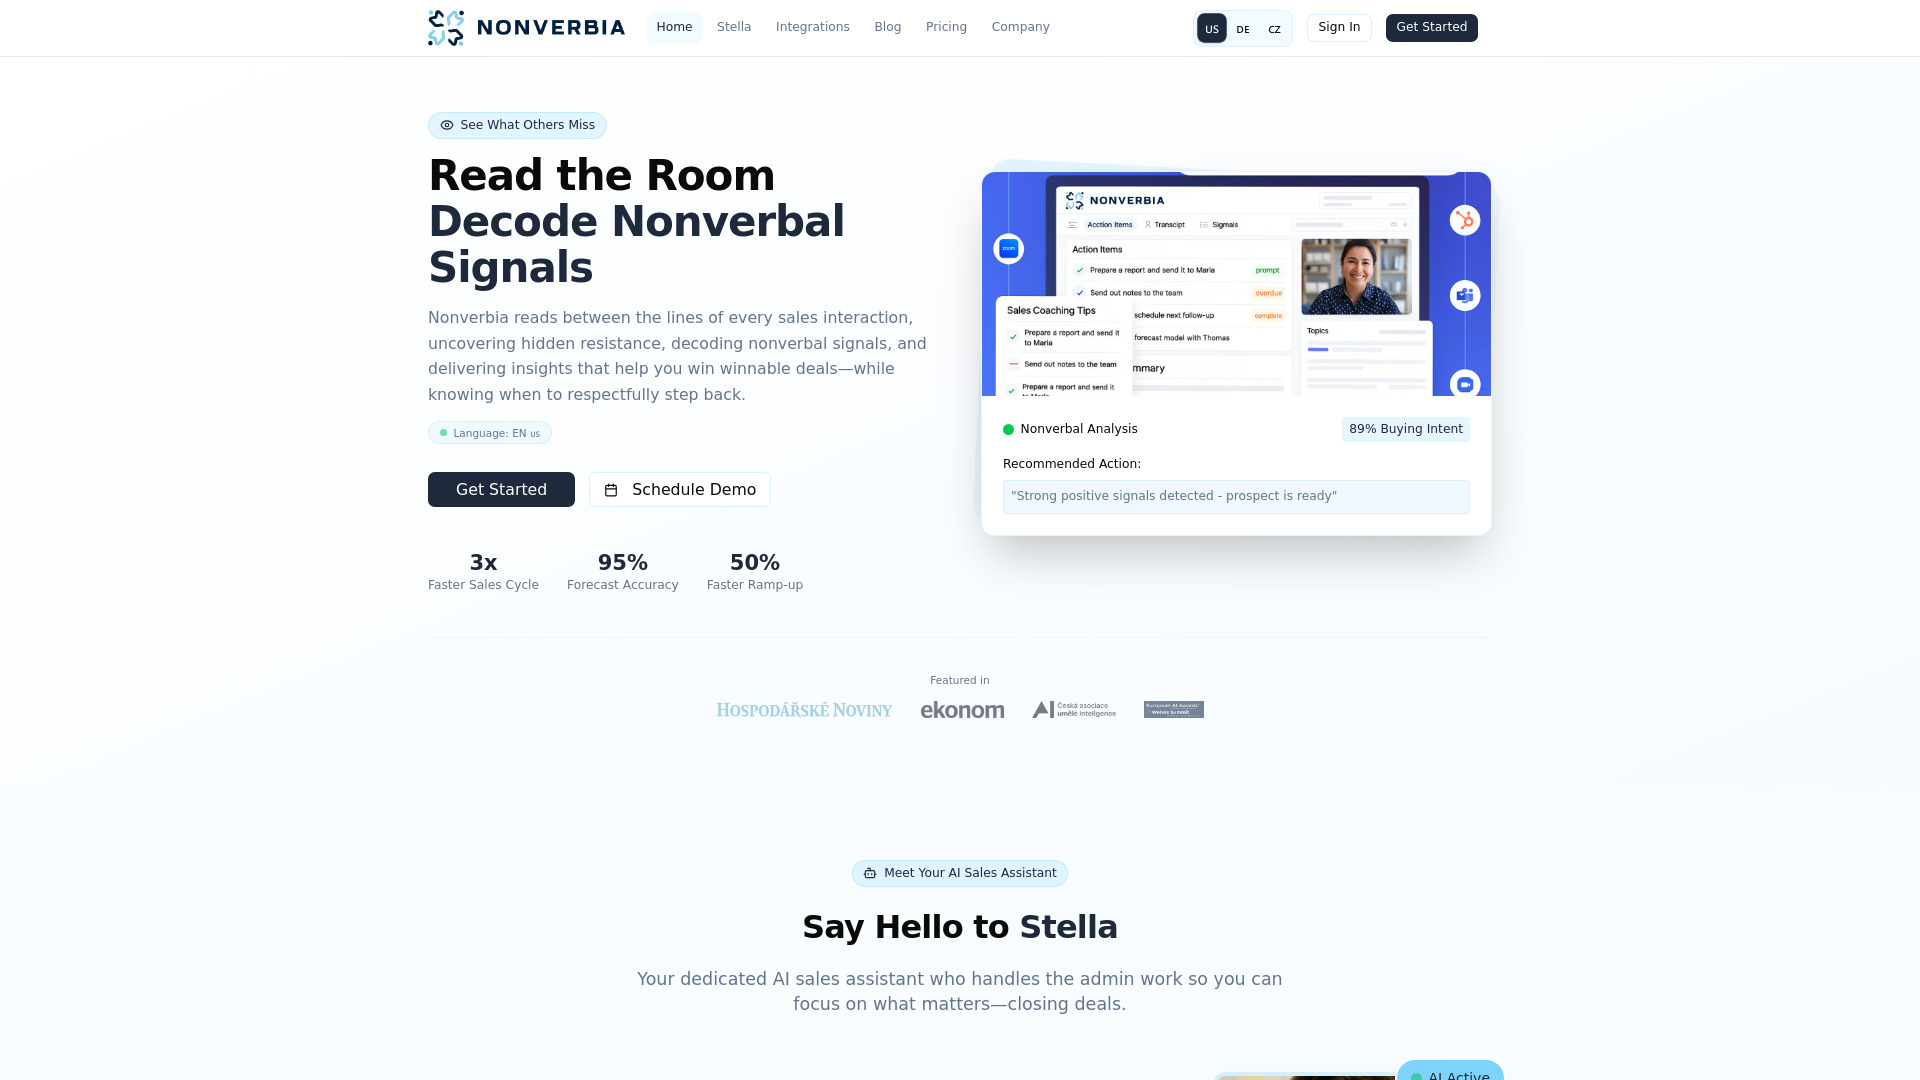 NONVERBIA
Home
Stella
Integrations
Blog
Pricing
Company
US
DE
CZ
Sign In
Get Started
See What Others Miss
Read the Room
Decode Nonverbal
Signals
Nonverbia reads between the lines of every sales interaction,
uncovering hidden resistance, decoding nonverbal signals, and
delivering insights that help you win winnable deals—while
knowing when to respectfully step back.
Language: EN US
Get Started
Schedule Demo
3x
Faster Sales Cycle
95%
Forecast Accuracy
50%
Faster Ramp-up
NONVERBIA
Acction Items
Transcipt
Sigmais
Action Items
Prepare a report and send it to Maria
prompt
Send out notes to the team
overdue
schedule next follow-up
complete
forecast model with Thomas
mmary
Topics
zoom
Sales Coaching Tips
Prepare a report and send it
to Maria
Send out notes to the team
Prepare a report and send it
to Maria
Nonverbal Analysis
89% Buying Intent
Recommended Action:
"Strong positive signals detected - prospect is ready"
Featured in
HOSPODÁŘSKÉ NOVINY
ekonom
AI Česká asociace
umělé inteligence
European AI Awards
Wolves Summit
Meet Your AI Sales Assistant
Say Hello to Stella
Your dedicated AI sales assistant who handles the admin work so you can
focus on what matters—closing deals.
AI Active